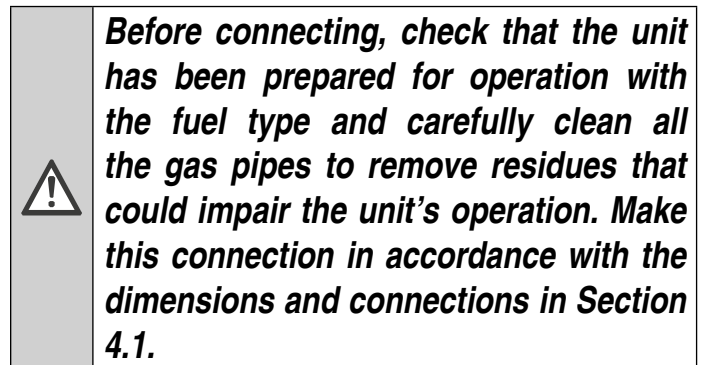 Before connecting, check that the unit
has been prepared for operation with
the fuel type and carefully clean all
the gas pipes to remove residues that
could impair the unit's operation. Make
this connection in accordance with the
dimensions and connections in Section
4.1.